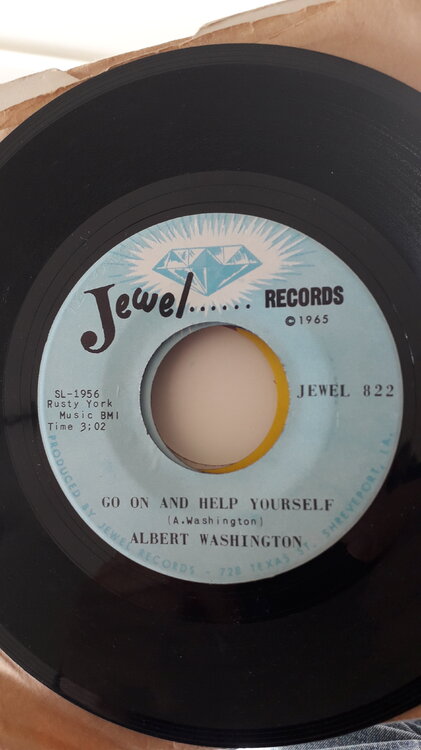 Jewel...... RECORDS
©1965
SL-1956
Rusty York
Music BMI
Time 3:02
JEWEL 822
GO ON AND HELP YOURSELF
(A.Washington)
ALBERT WASHINGTON
PRODUCED BY JEWEL RECORDS - 728 TEXAS ST. SHREVEPORT, LA.